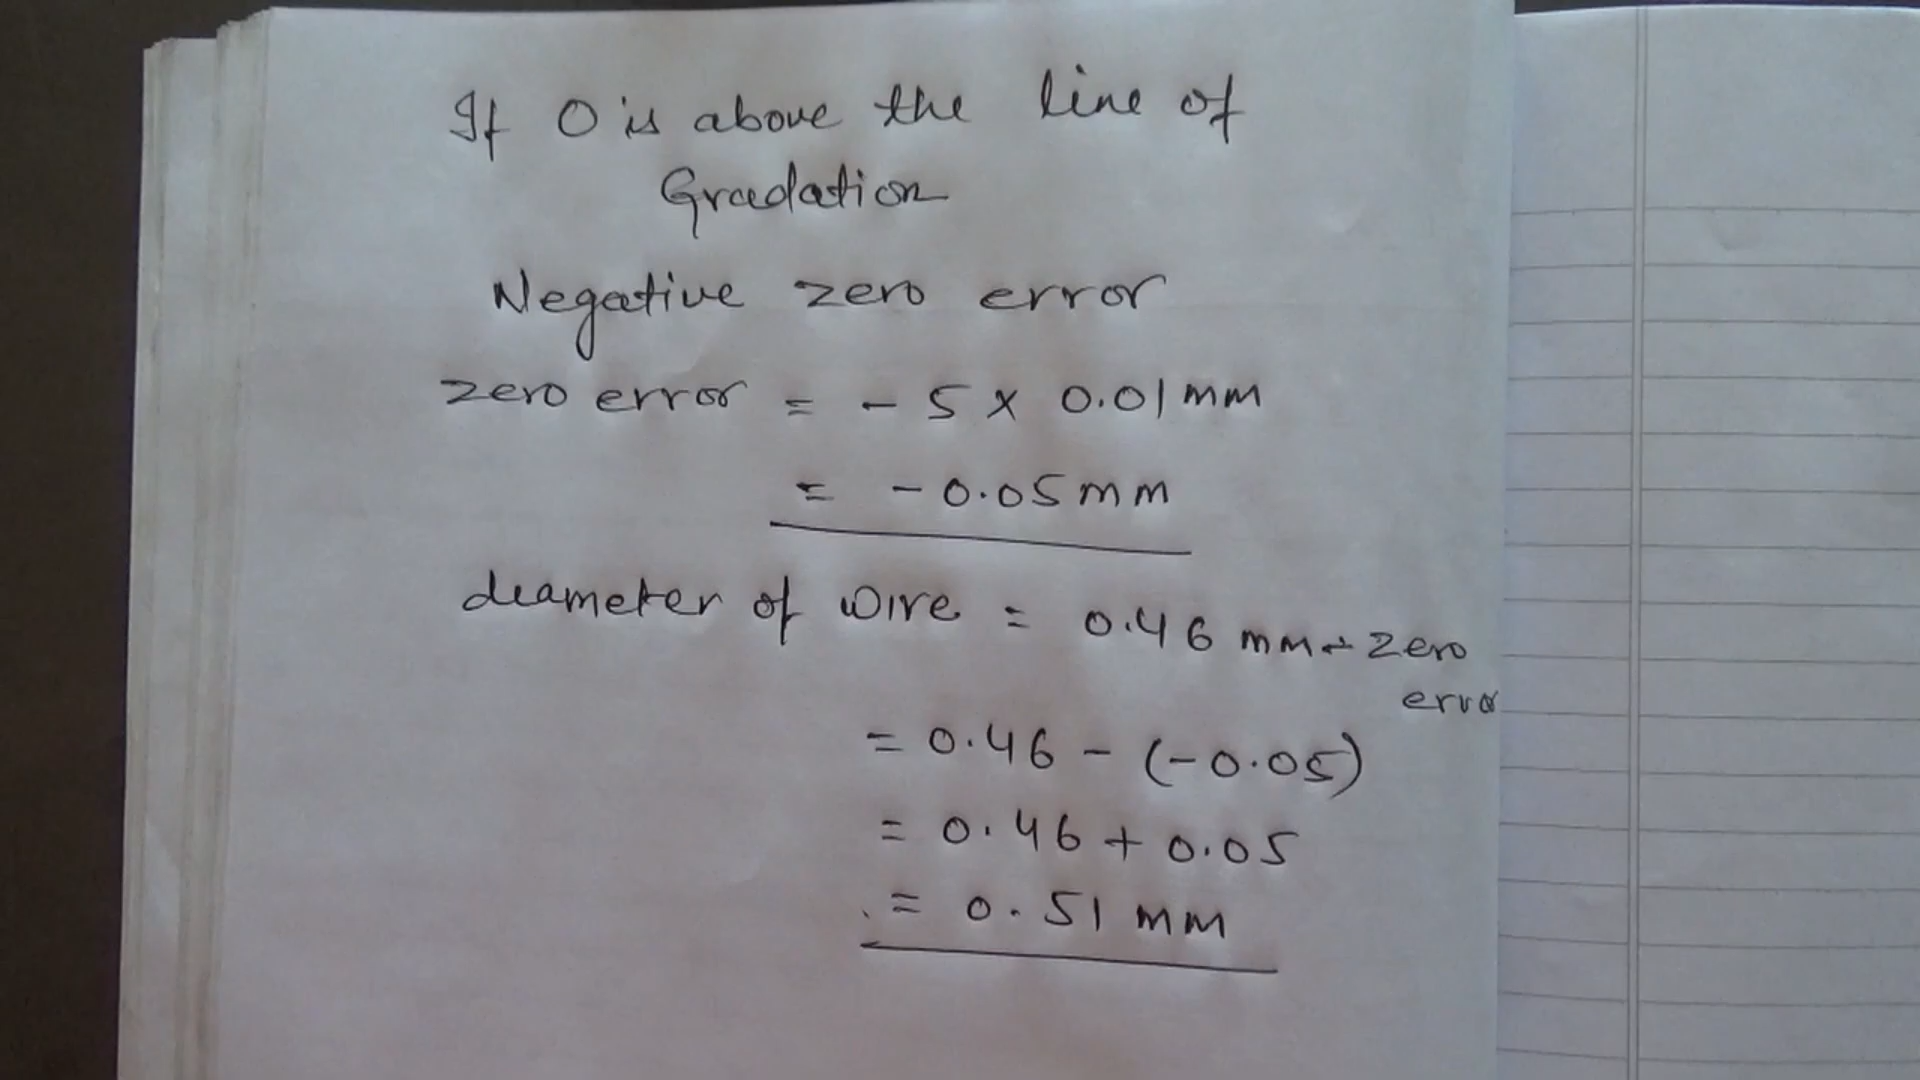 If 0 is above the line of
Gradation
Negative zero error
zero error = - 5 × 0.01 mm
= - 0.05 mm
diameter of wire = 0.46 mm - zero
error
= 0.46 - (-0.05)
= 0.46 + 0.05
= 0.51 mm